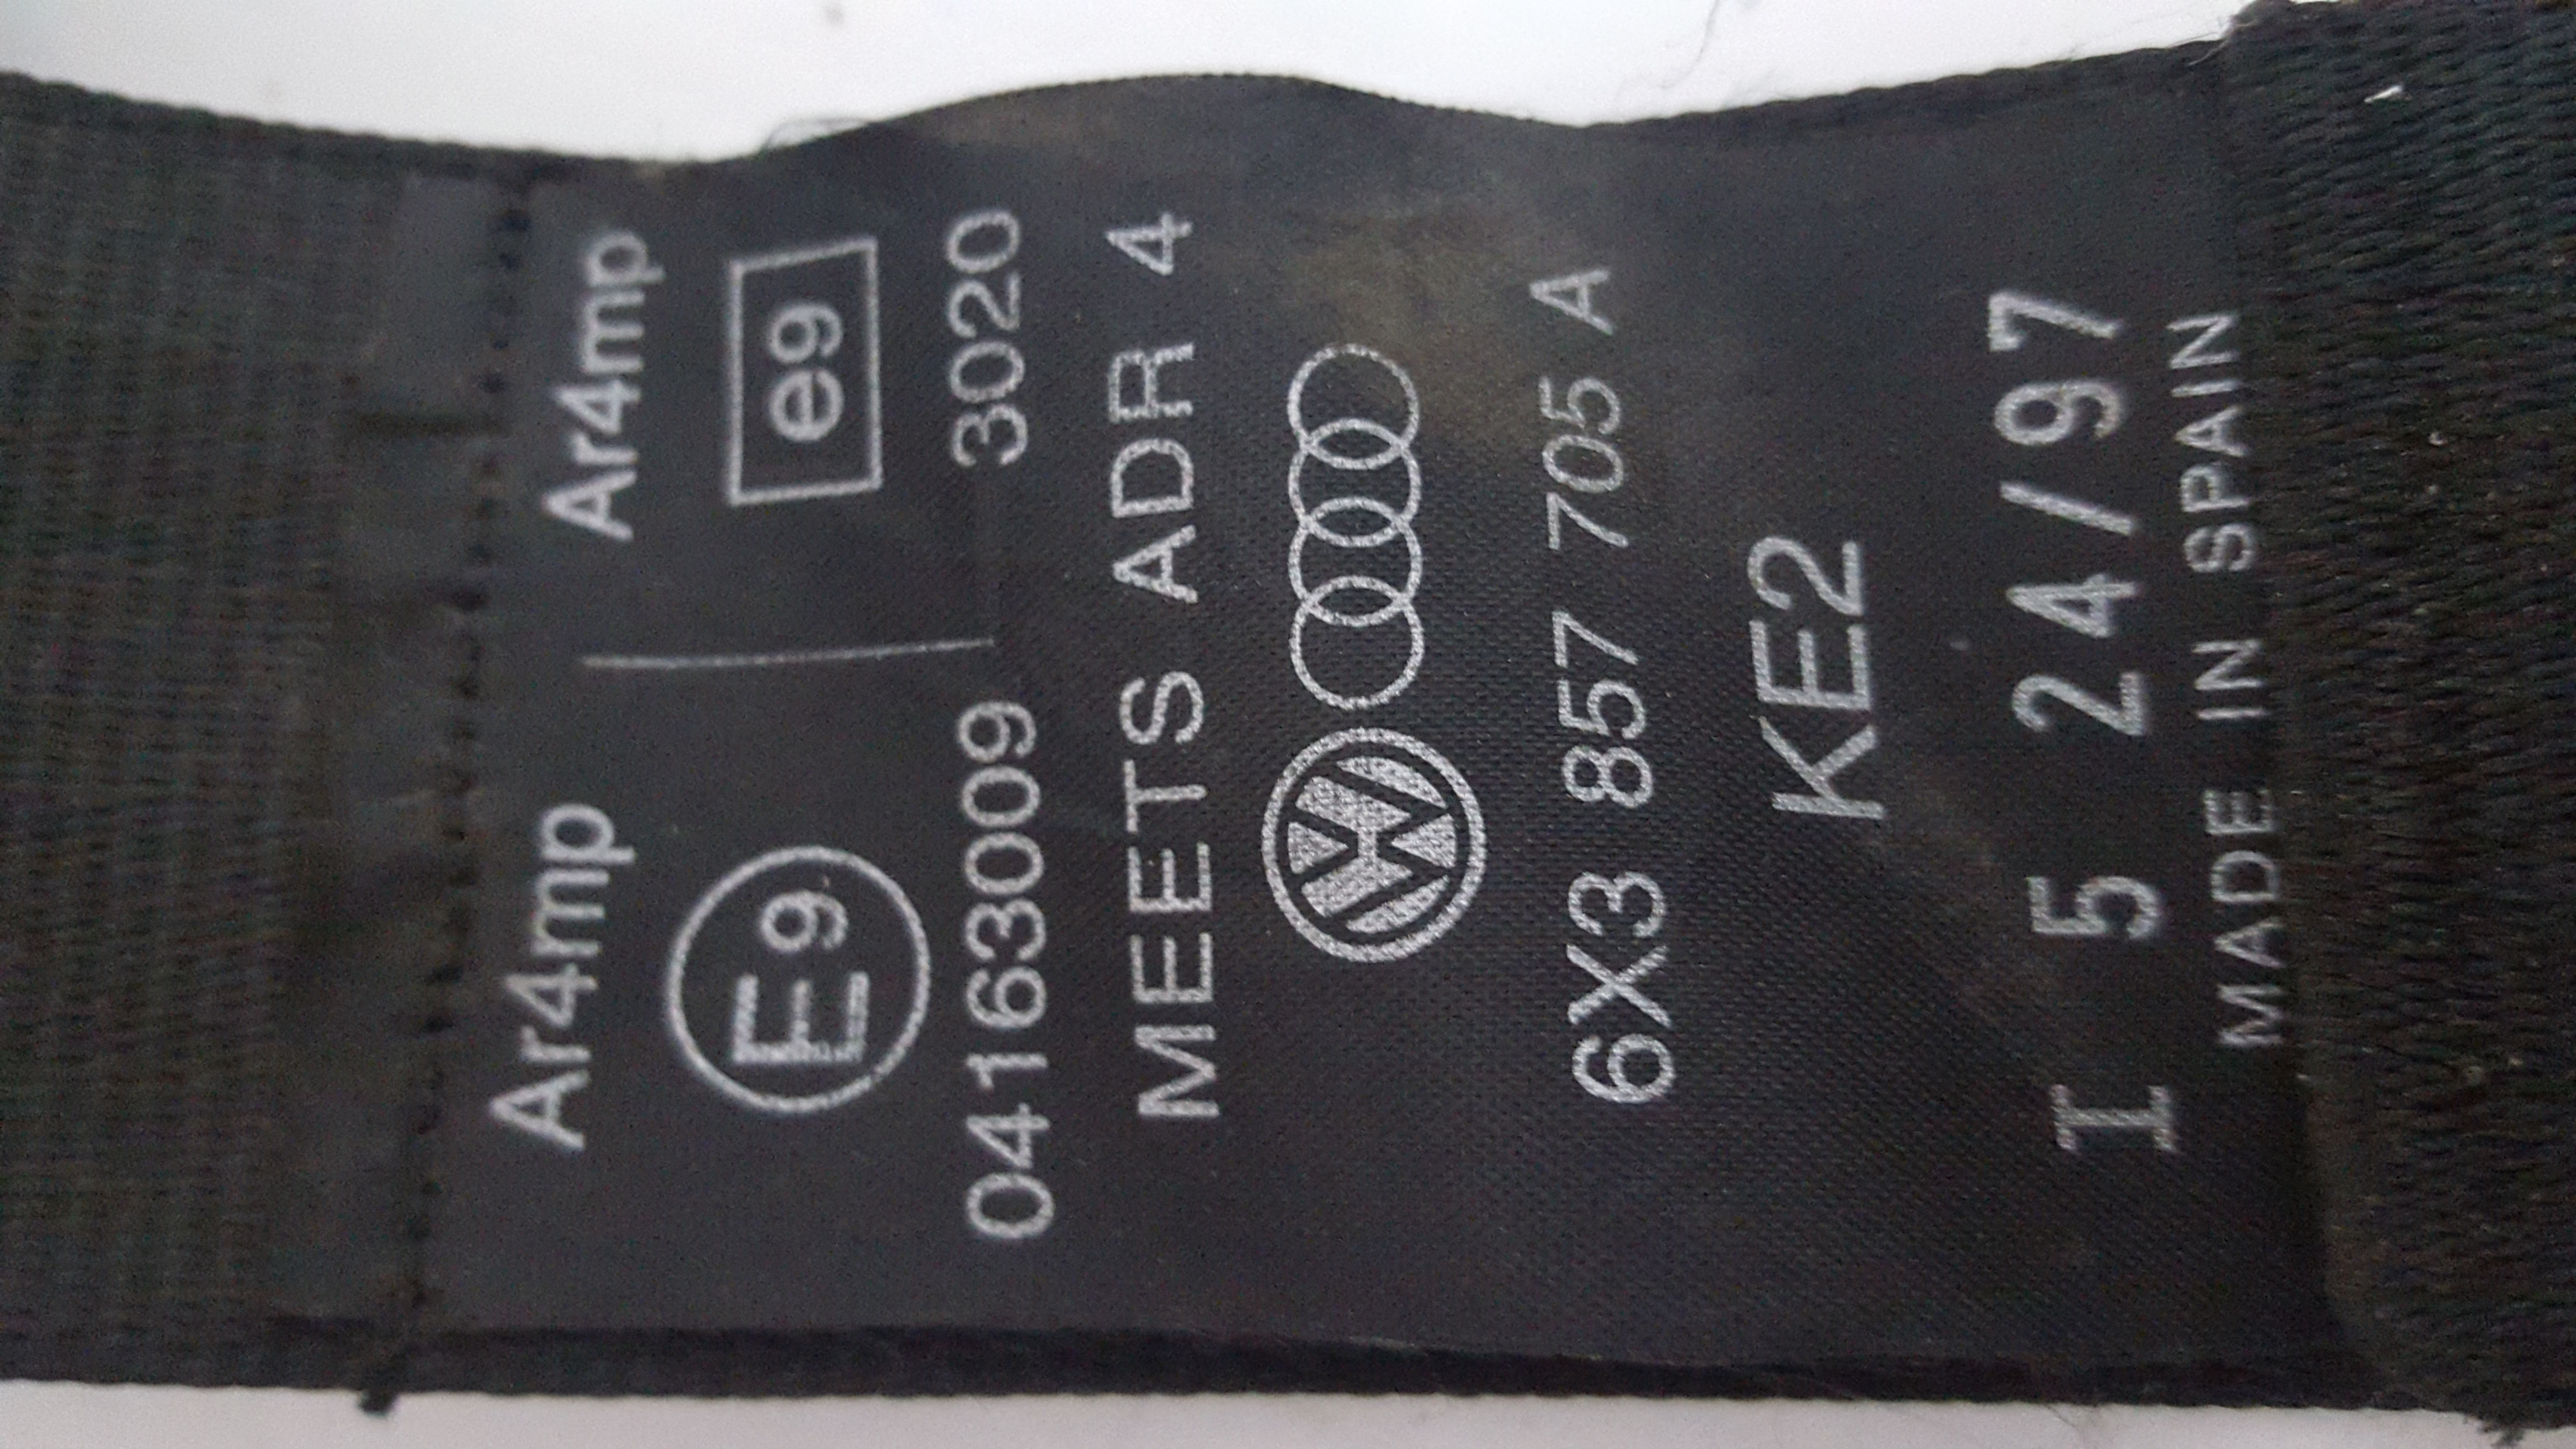 Ar4mp Ar4mp
E9 e9
04163009 3020
MEETS ADR 4
6X3 857 705 A
KE2
I 5 24/97
MADE IN SPAIN